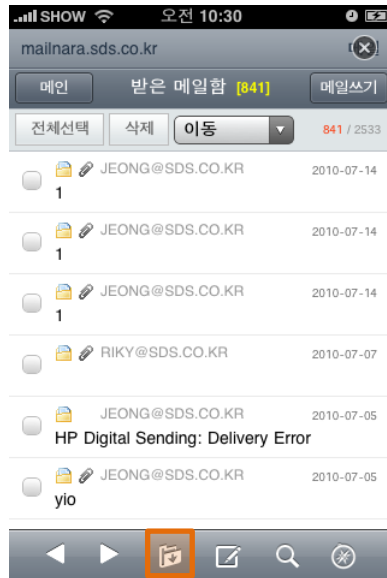 SHOW 오전 10:30
mailnara.sds.co.kr
메인 받은 메일함 [841] 메일쓰기
전체선택 삭제 이동 841 / 2533
JEONG@SDS.CO.KR 2010-07-14
1
JEONG@SDS.CO.KR 2010-07-14
1
JEONG@SDS.CO.KR 2010-07-14
1
RIKY@SDS.CO.KR 2010-07-07
JEONG@SDS.CO.KR 2010-07-05
HP Digital Sending: Delivery Error
JEONG@SDS.CO.KR 2010-07-05
yio